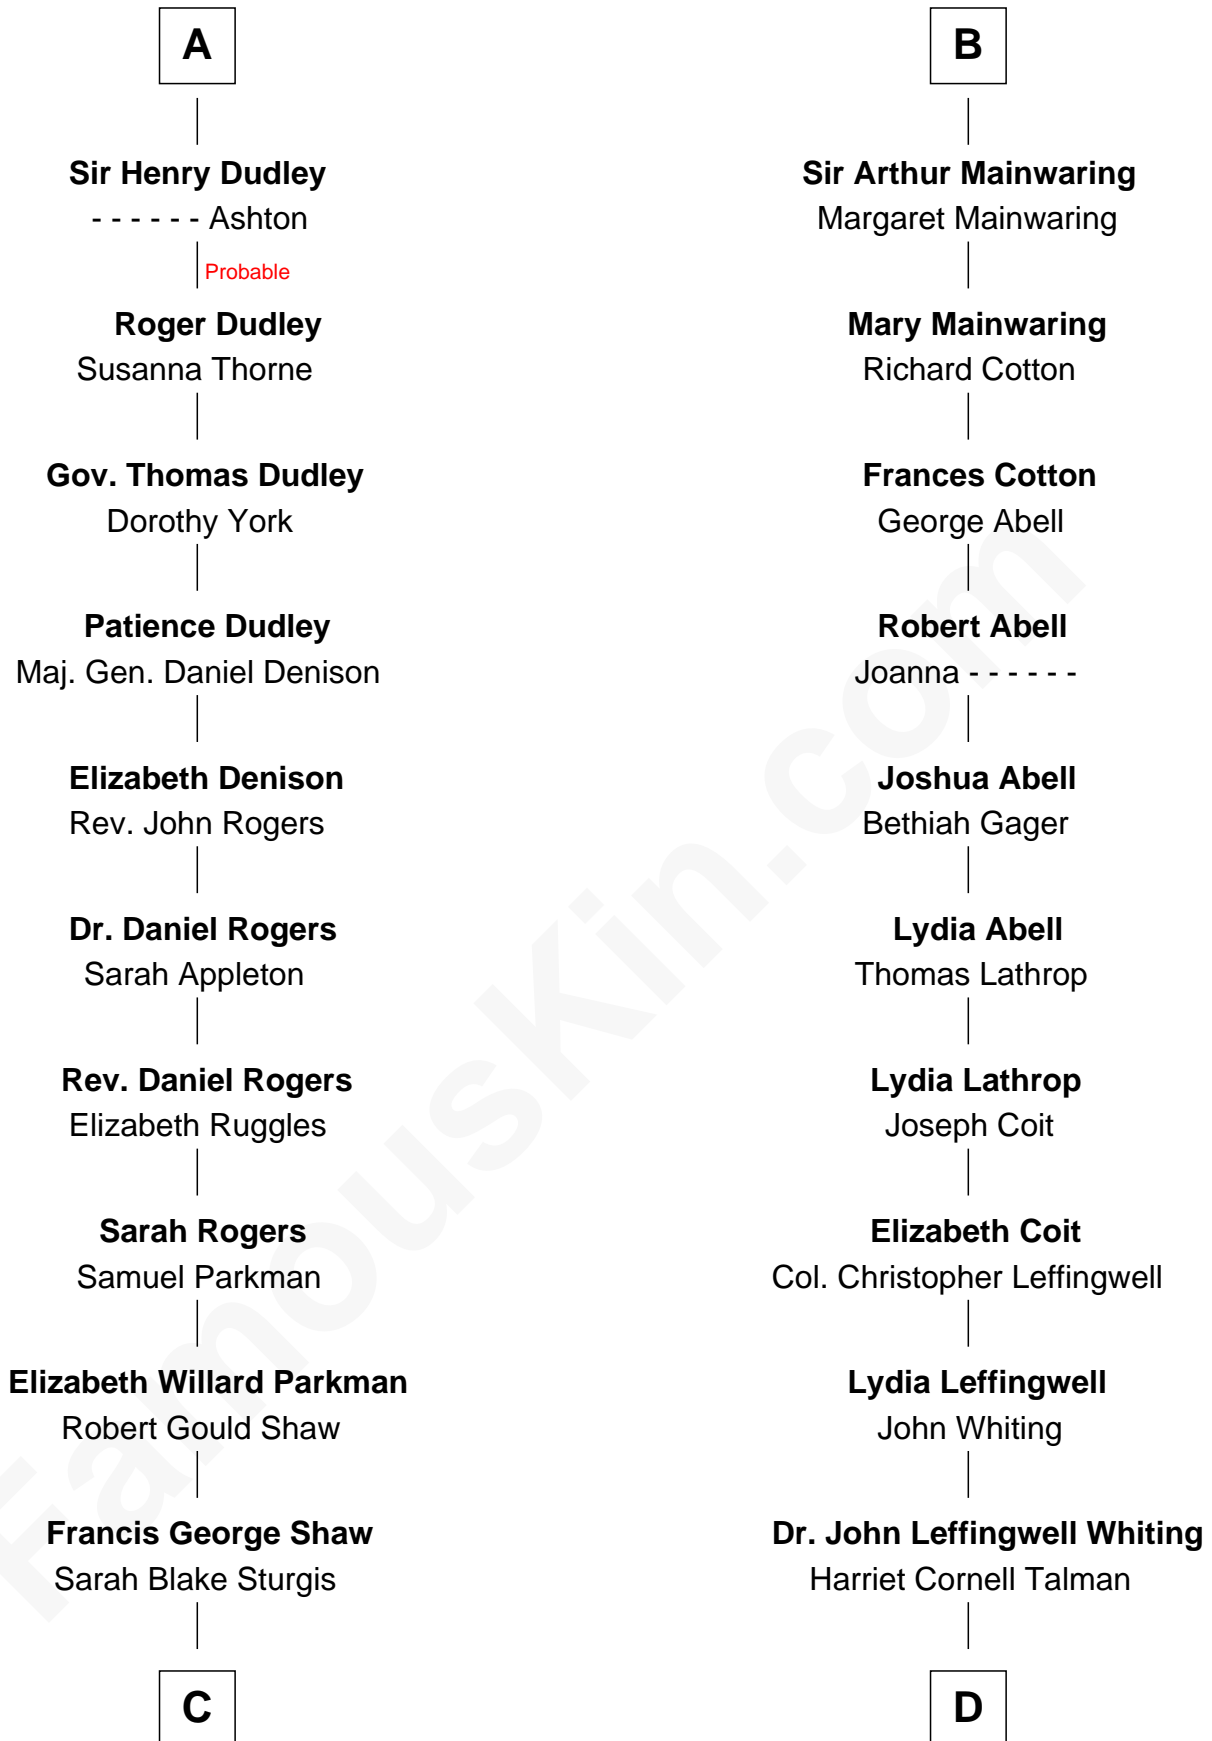 A
Sir Henry Dudley
- - - - - - Ashton
Probable
Roger Dudley
Susanna Thorne
Gov. Thomas Dudley
Dorothy York
Patience Dudley
Maj. Gen. Daniel Denison
Elizabeth Denison
Rev. John Rogers
Dr. Daniel Rogers
Sarah Appleton
Rev. Daniel Rogers
Elizabeth Ruggles
Sarah Rogers
Samuel Parkman
Elizabeth Willard Parkman
Robert Gould Shaw
Francis George Shaw
Sarah Blake Sturgis
C
B
Sir Arthur Mainwaring
Margaret Mainwaring
Mary Mainwaring
Richard Cotton
Frances Cotton
George Abell
Robert Abell
Joanna - - - - - -
Joshua Abell
Bethiah Gager
Lydia Abell
Thomas Lathrop
Lydia Lathrop
Joseph Coit
Elizabeth Coit
Col. Christopher Leffingwell
Lydia Leffingwell
John Whiting
Dr. John Leffingwell Whiting
Harriet Cornell Talman
D
FamousKin.com